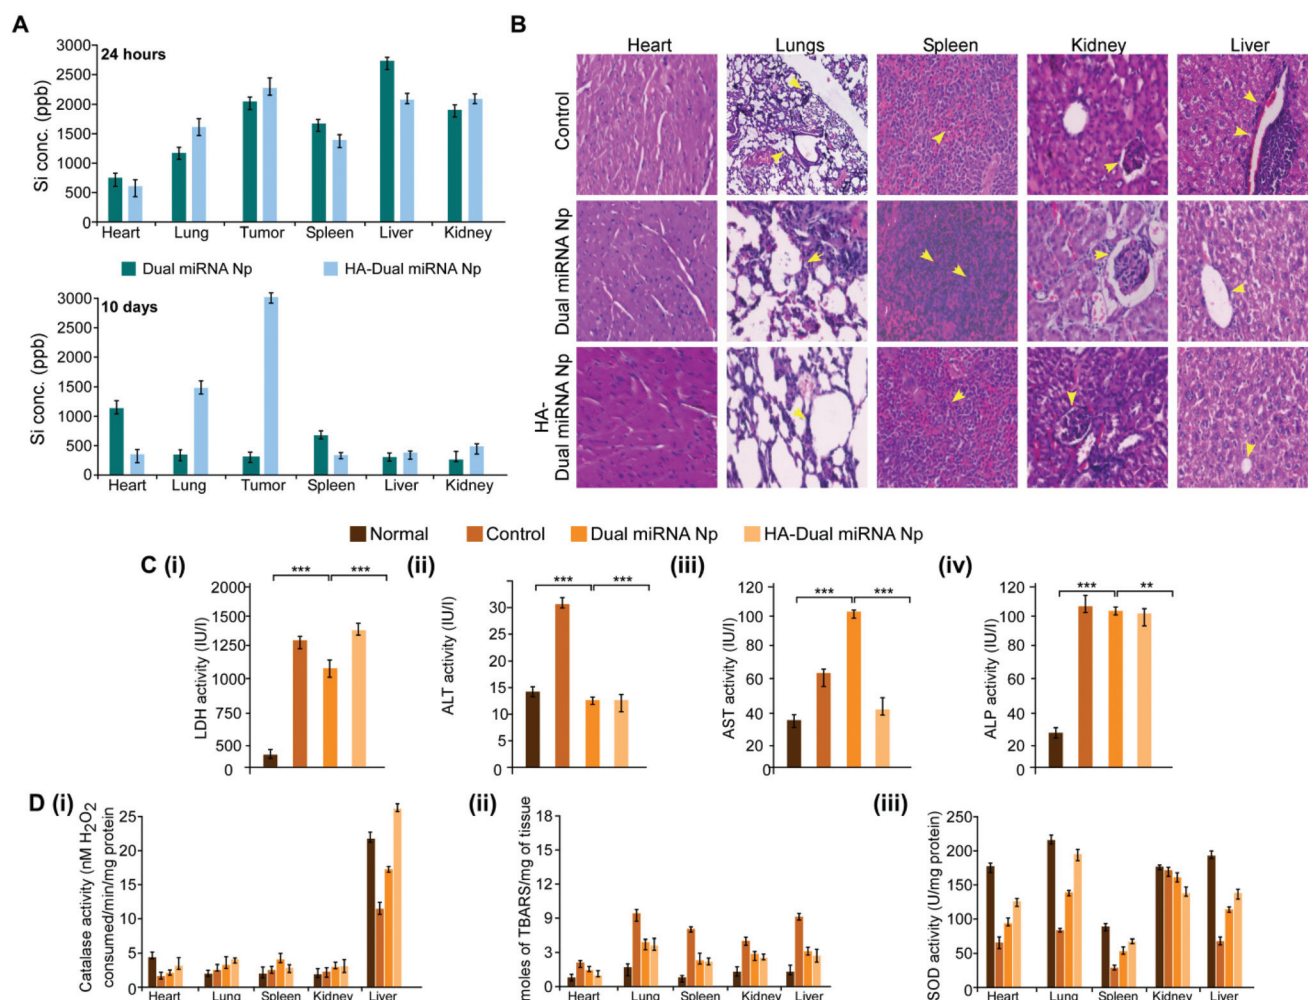 A
24 hours
Si conc. (ppb)
3000
2500
2000
1500
1000
500
0
Heart Lung Tumor Spleen Liver Kidney
Dual miRNA Np HA-Dual miRNA Np
10 days
Si conc. (ppb)
3000
2500
2000
1500
1000
500
0
Heart Lung Tumor Spleen Liver Kidney
B
Heart Lungs Spleen Kidney Liver
Control
Dual miRNA Np
HA-
Dual miRNA Np
Normal Control Dual miRNA Np HA-Dual miRNA Np
C (i)
LDH activity (IU/l)
2000
1500
1250
1000
750
500
0
*** ***
(ii)
ALT activity (IU/l)
30
25
20
15
10
5
0
*** ***
(iii)
AST activity (IU/l)
120
100
80
60
40
20
0
*** ***
(iv)
ALP activity (IU/l)
120
100
80
60
40
20
0
*** **
D (i)
Catalase activity (nM H2O2
consumed/min/mg protein
25
20
15
10
5
0
Heart Lung Spleen Kidney Liver
(ii)
moles of TBARS/mg of tissue
18
15
12
9
3
0
Heart Lung Spleen Kidney Liver
(iii)
SOD activity (U/mg protein)
250
200
150
100
50
0
Heart Lung Spleen Kidney Liver